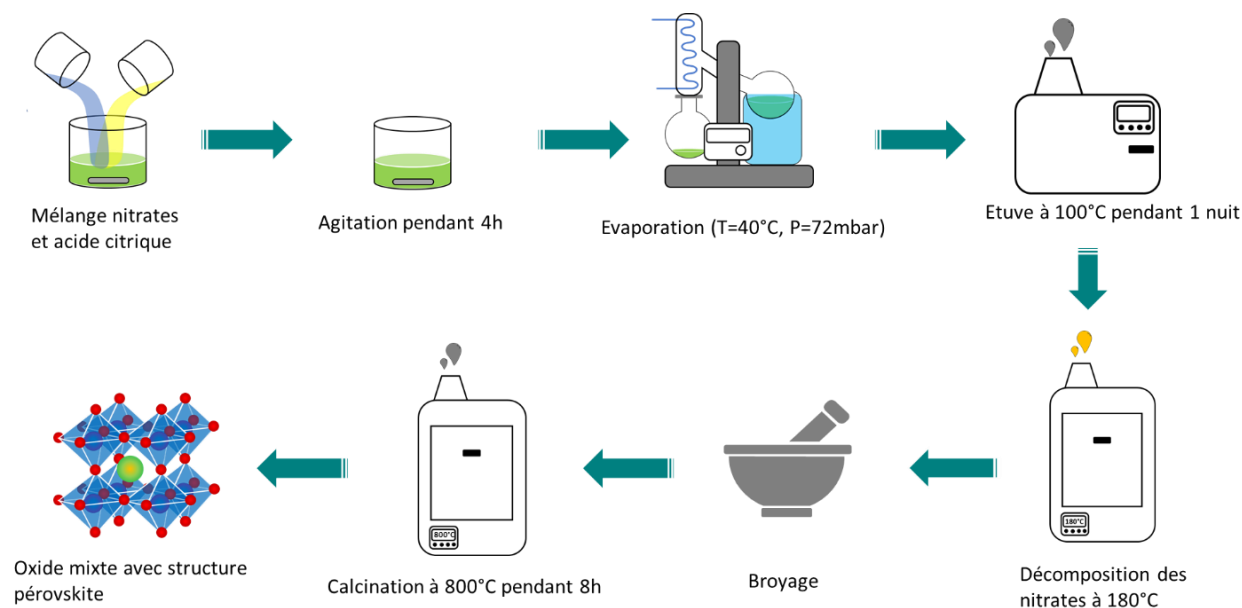 Mélange nitrates
et acide citrique
Agitation pendant 4h
Evaporation (T=40°C, P=72mbar)
Etuve à 100°C pendant 1 nuit
180°C
Décomposition des
nitrates à 180°C
Broyage
800°C
Calcination à 800°C pendant 8h
Oxide mixte avec structure
pérovskite